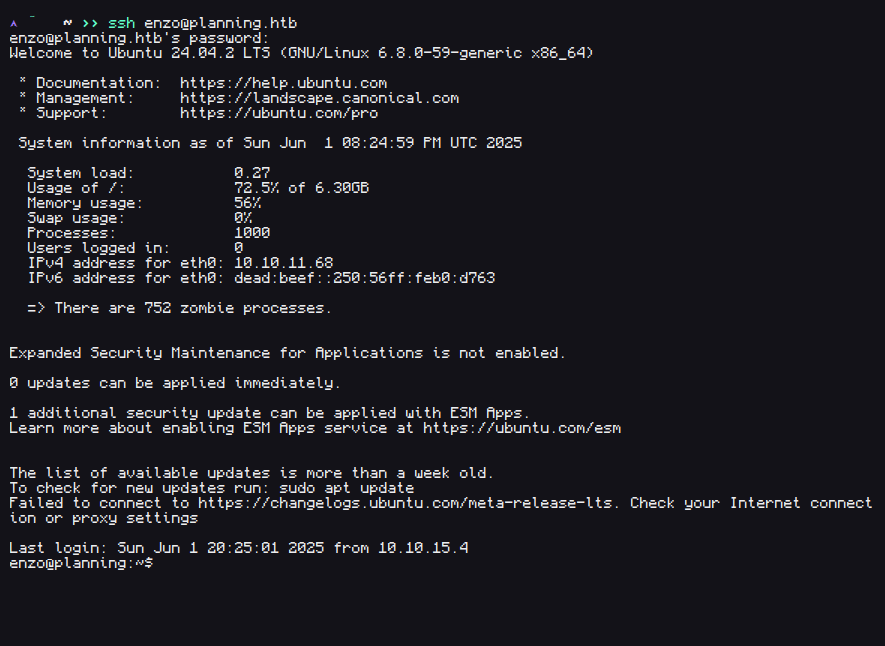 ~ >> ssh enzo@planning.htb
enzo@planning.htb's password:
Welcome to Ubuntu 24.04.2 LTS (GNU/Linux 6.8.0-59-generic x86_64)
* Documentation:  https://help.ubuntu.com
* Management:     https://landscape.canonical.com
* Support:        https://ubuntu.com/pro
System information as of Sun Jun  1 08:24:59 PM UTC 2025
System load:           0.27
Usage of /:            72.5% of 6.30GB
Memory usage:          56%
Swap usage:            0%
Processes:             1000
Users logged in:       0
IPv4 address for eth0: 10.10.11.68
IPv6 address for eth0: dead:beef::250:56ff:feb0:d763
=> There are 752 zombie processes.
Expanded Security Maintenance for Applications is not enabled.
0 updates can be applied immediately.
1 additional security update can be applied with ESM Apps.
Learn more about enabling ESM Apps service at https://ubuntu.com/esm
The list of available updates is more than a week old.
To check for new updates run: sudo apt update
Failed to connect to https://changelogs.ubuntu.com/meta-release-lts. Check your Internet connect
ion or proxy settings
Last login: Sun Jun 1 20:25:01 2025 from 10.10.15.4
enzo@planning:~$